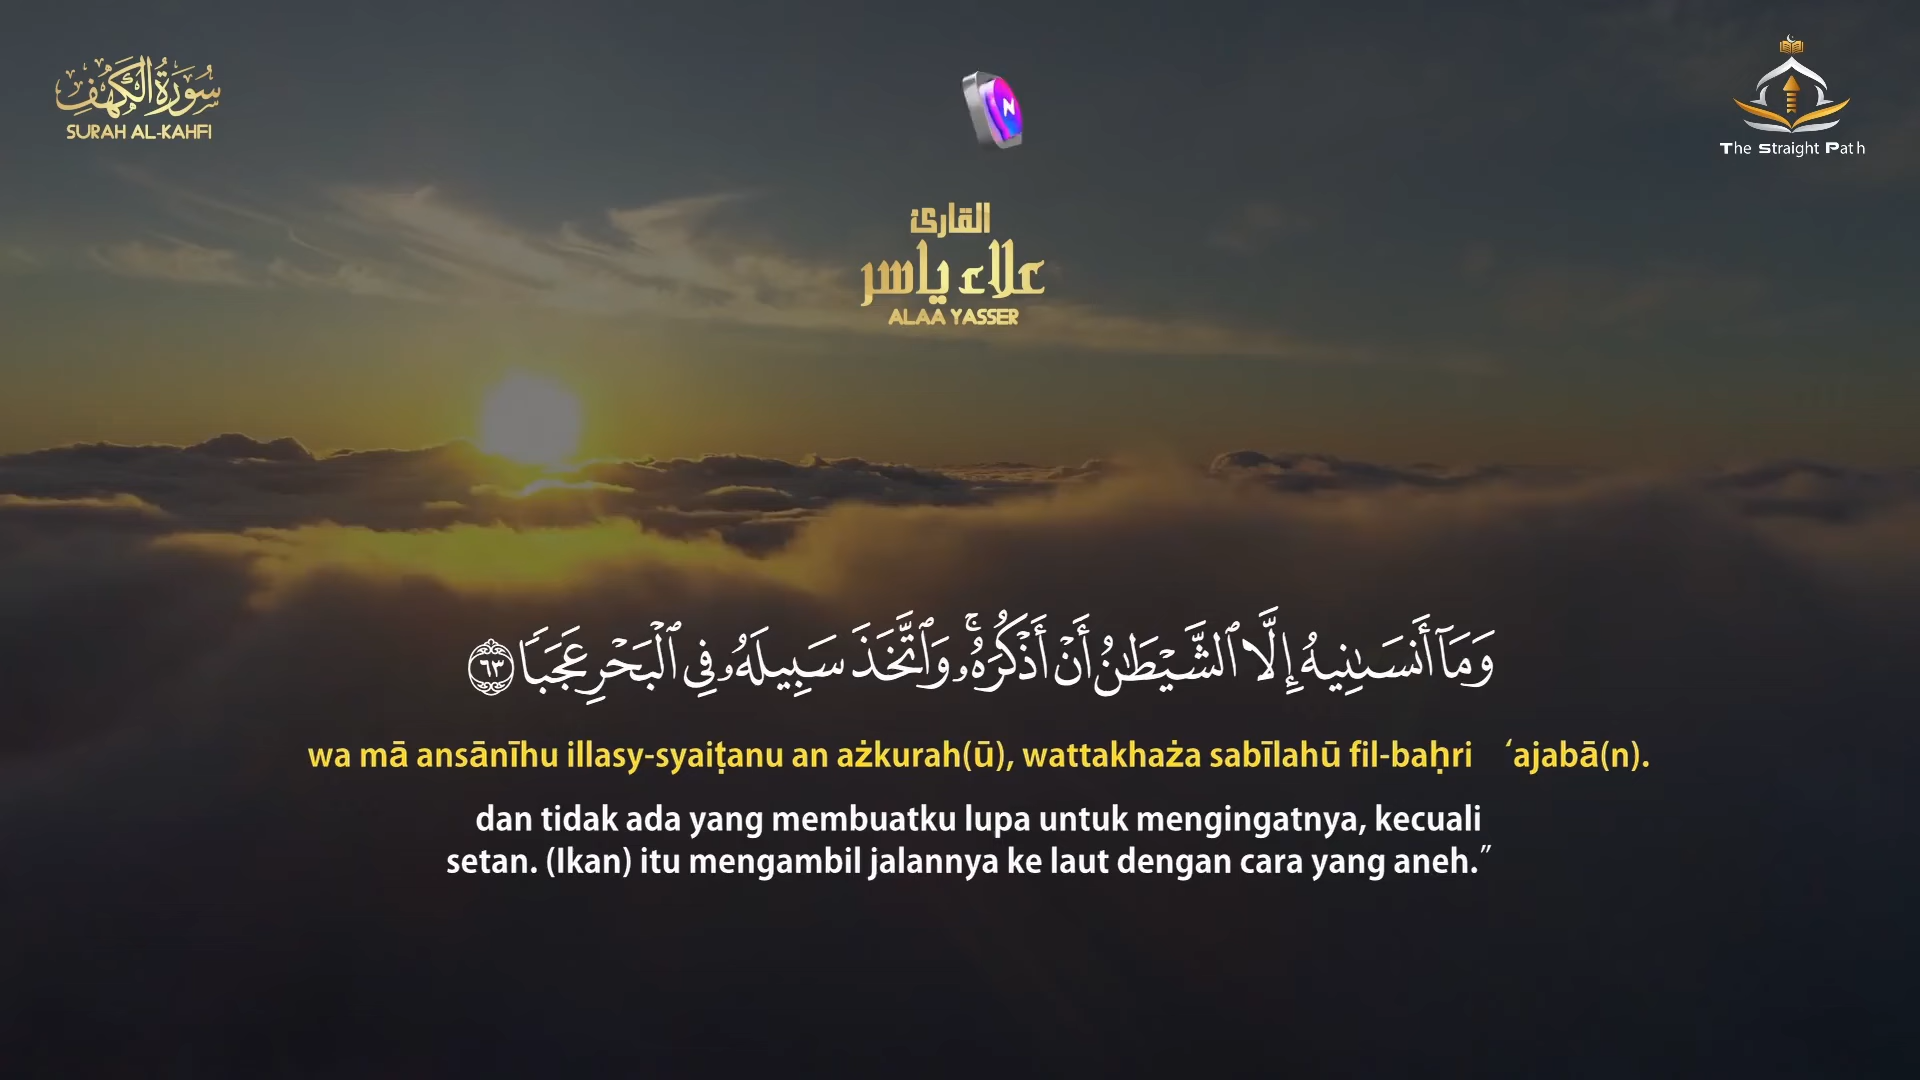 سُورَةُ الْكَهْفِ
SURAH AL-KAHFI
N
The Straight Path
القارئ
علاء ياسر
ALAA YASSER
وَمَآ أَنسَىٰنِيهُ إِلَّا ٱلشَّيْطَـٰنُ أَنْ أَذْكُرَهُۥ ۚ وَٱتَّخَذَ سَبِيلَهُۥ فِى ٱلْبَحْرِ عَجَبًا ٦٣
wa mā ansānīhu illasy-syaiṭanu an ażkurah(ū), wattakhaża sabīlahū fil-baḥri ‘ajabā(n).
dan tidak ada yang membuatku lupa untuk mengingatnya, kecuali
setan. (Ikan) itu mengambil jalannya ke laut dengan cara yang aneh.”